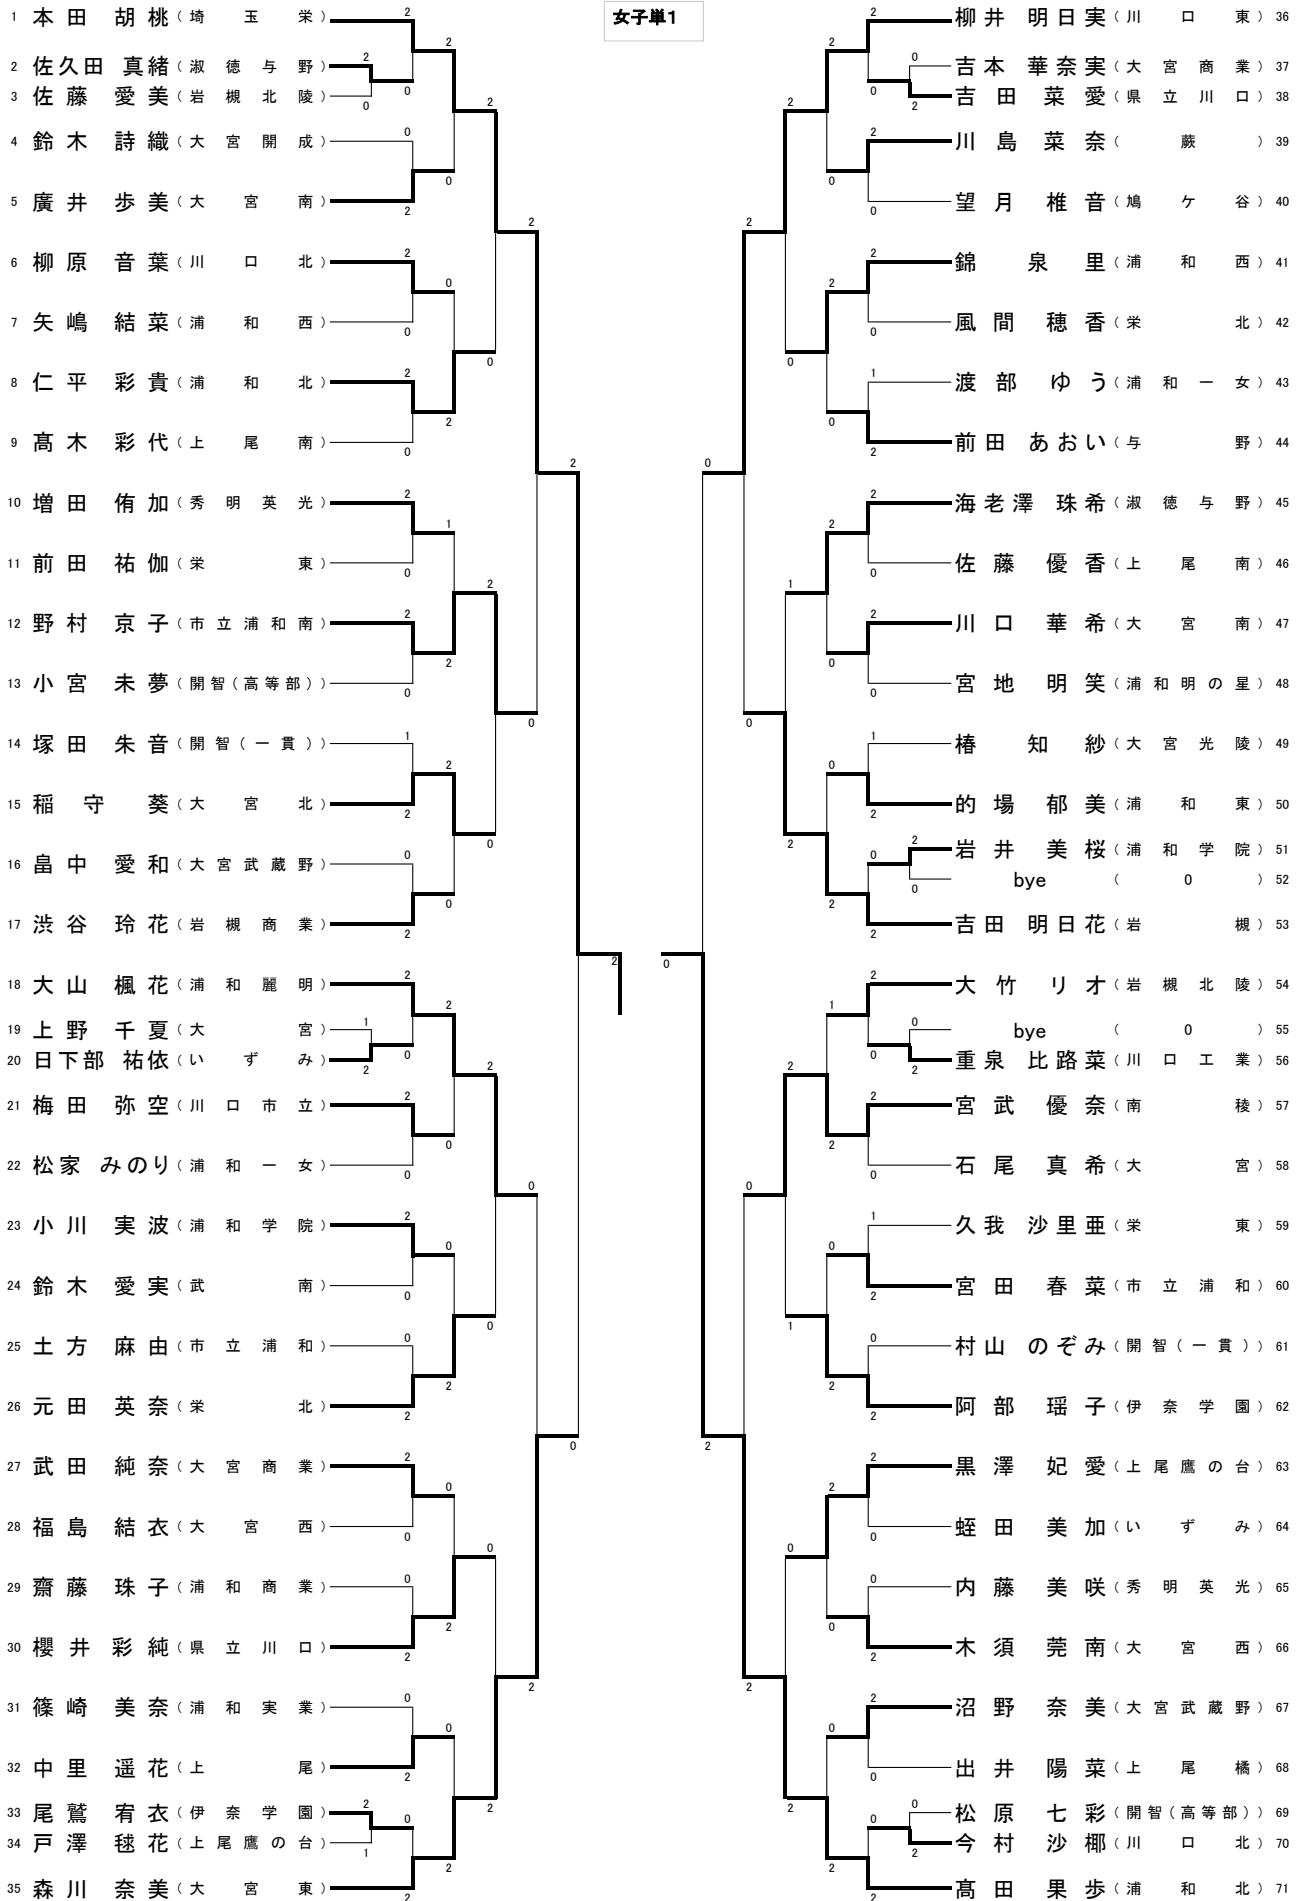 女子単1
1 本田 胡桃 (埼玉栄)
2 佐久田 真緒 (淑徳与野)
3 佐藤 愛美 (岩槻北陵)
4 鈴木 詩織 (大宮開成)
5 廣井 歩美 (大宮南)
6 柳原 音葉 (川口北)
7 矢嶋 結菜 (浦和西)
8 仁平 彩貴 (浦和北)
9 髙木 彩代 (上尾南)
10 増田 侑加 (秀明英光)
11 前田 祐伽 (栄東)
12 野村 京子 (市立浦和南)
13 小宮 未夢 (開智(高等部))
14 塚田 朱音 (開智(一貫))
15 稲守 葵 (大宮北)
16 畠中 愛和 (大宮武蔵野)
17 渋谷 玲花 (岩槻商業)
18 大山 楓花 (浦和麗明)
19 上野 千夏 (大宮)
20 日下部 祐依 (いずみ)
21 梅田 弥空 (川口市立)
22 松家 みのり (浦和一女)
23 小川 実波 (浦和学院)
24 鈴木 愛実 (武南)
25 土方 麻由 (市立浦和)
26 元田 英奈 (栄北)
27 武田 純奈 (大宮商業)
28 福島 結衣 (大宮西)
29 齋藤 珠子 (浦和商業)
30 櫻井 彩純 (県立川口)
31 篠崎 美奈 (浦和実業)
32 中里 遥花 (上尾)
33 尾鷲 宥衣 (伊奈学園)
34 戸澤 毬花 (上尾鷹の台)
35 森川 奈美 (大宮東)
柳井 明日実 (川口東) 36
吉本 華奈実 (大宮商業) 37
吉田 菜愛 (県立川口) 38
川島 菜奈 (蕨) 39
望月 椎音 (鳩ケ谷) 40
錦 泉里 (浦和西) 41
風間 穂香 (栄北) 42
渡部 ゆう (浦和一女) 43
前田 あおい (与野) 44
海老澤 珠希 (淑徳与野) 45
佐藤 優香 (上尾南) 46
川口 華希 (大宮南) 47
宮地 明笑 (浦和明の星) 48
椿 知紗 (大宮光陵) 49
的場 郁美 (浦和東) 50
岩井 美桜 (浦和学院) 51
bye (0) 52
吉田 明日花 (岩槻) 53
大竹 リオ (岩槻北陵) 54
bye (0) 55
重泉 比路菜 (川口工業) 56
宮武 優奈 (南稜) 57
石尾 真希 (大宮) 58
久我 沙里亜 (栄東) 59
宮田 春菜 (市立浦和) 60
村山 のぞみ (開智(一貫)) 61
阿部 瑶子 (伊奈学園) 62
黒澤 妃愛 (上尾鷹の台) 63
蛭田 美加 (いずみ) 64
内藤 美咲 (秀明英光) 65
木須 莞南 (大宮西) 66
沼野 奈美 (大宮武蔵野) 67
出井 陽菜 (上尾橘) 68
松原 七彩 (開智(高等部)) 69
今村 沙椰 (川口北) 70
髙田 果歩 (浦和北) 71